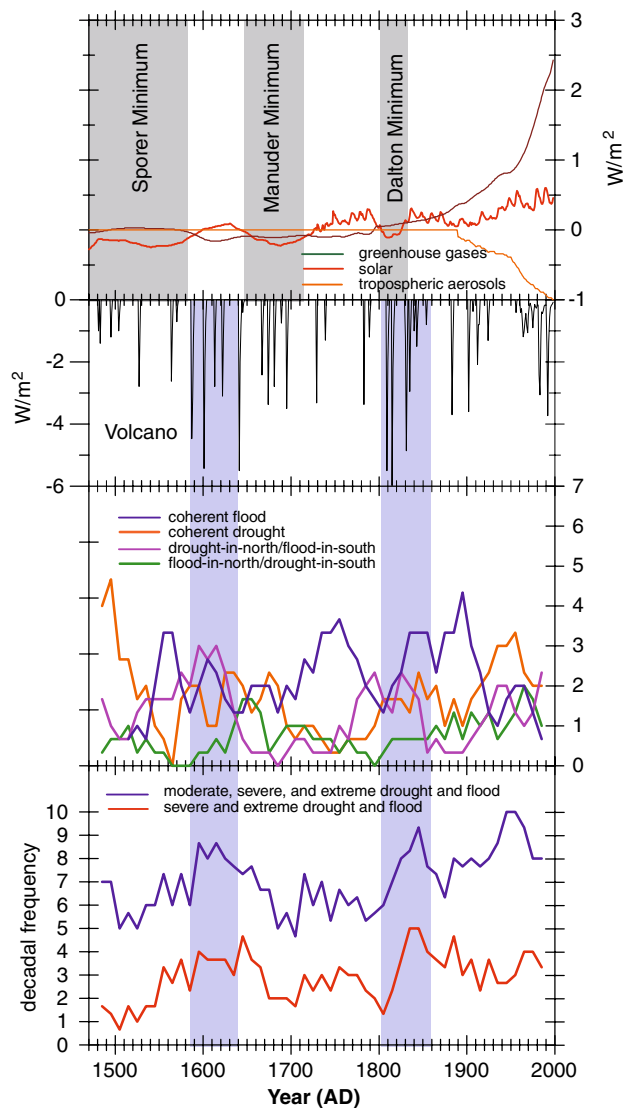 3
2
1
0
-1
W/m²
Sporer Minimum
Manuder Minimum
Dalton Minimum
greenhouse gases
solar
tropospheric aerosols
0
-2
-4
-6
W/m²
Volcano
7
6
5
4
3
2
1
0
coherent flood
coherent drought
drought-in-north/flood-in-south
flood-in-north/drought-in-south
moderate, severe, and extreme drought and flood
severe and extreme drought and flood
10
9
8
7
6
5
4
3
2
1
0
decadal frequency
1500
1600
1700
1800
1900
2000
Year (AD)